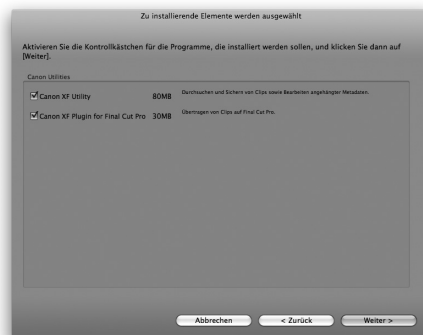 Zu installierende Elemente werden ausgewählt
Aktivieren Sie die Kontrollkästchen für die Programme, die installiert werden sollen, und klicken Sie dann auf
[Weiter].
Canon Utilities
Canon XF Utility 80MB Durchsuchen und Sichern von Clips sowie Bearbeiten angehängter Metadaten.
Canon XF Plugin for Final Cut Pro 30MB Übertragen von Clips auf Final Cut Pro.
Abbrechen < Zurück Weiter >